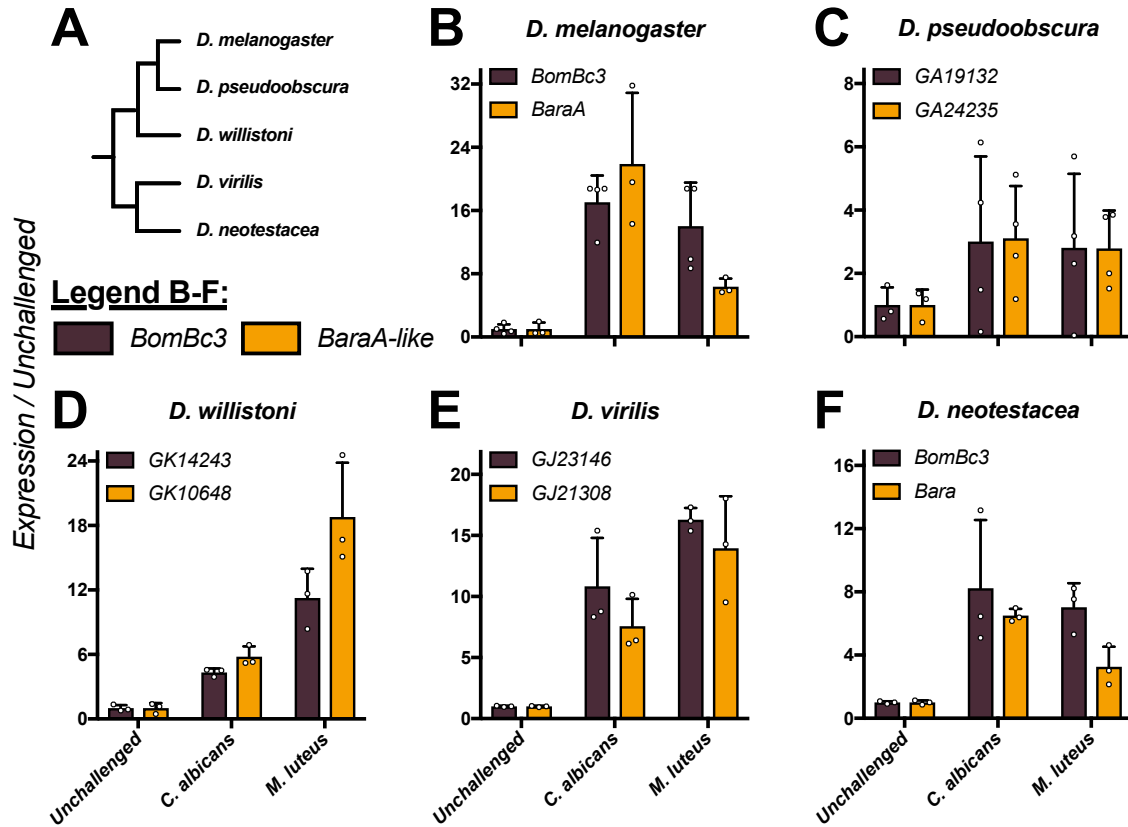 A
D. melanogaster
D. pseudoobscura
D. willistoni
D. virilis
D. neotestacea
Legend B-F:
BomBc3
BaraA-like
Expression / Unchallenged
B
D. melanogaster
BomBc3
BaraA
32
24
16
8
0
C
D. pseudoobscura
GA19132
GA24235
8
6
4
2
0
D
D. willistoni
GK14243
GK10648
24
18
12
6
0
Unchallenged
C. albicans
M. luteus
E
D. virilis
GJ23146
GJ21308
20
15
10
5
0
Unchallenged
C. albicans
M. luteus
F
D. neotestacea
BomBc3
Bara
16
12
8
4
0
Unchallenged
C. albicans
M. luteus